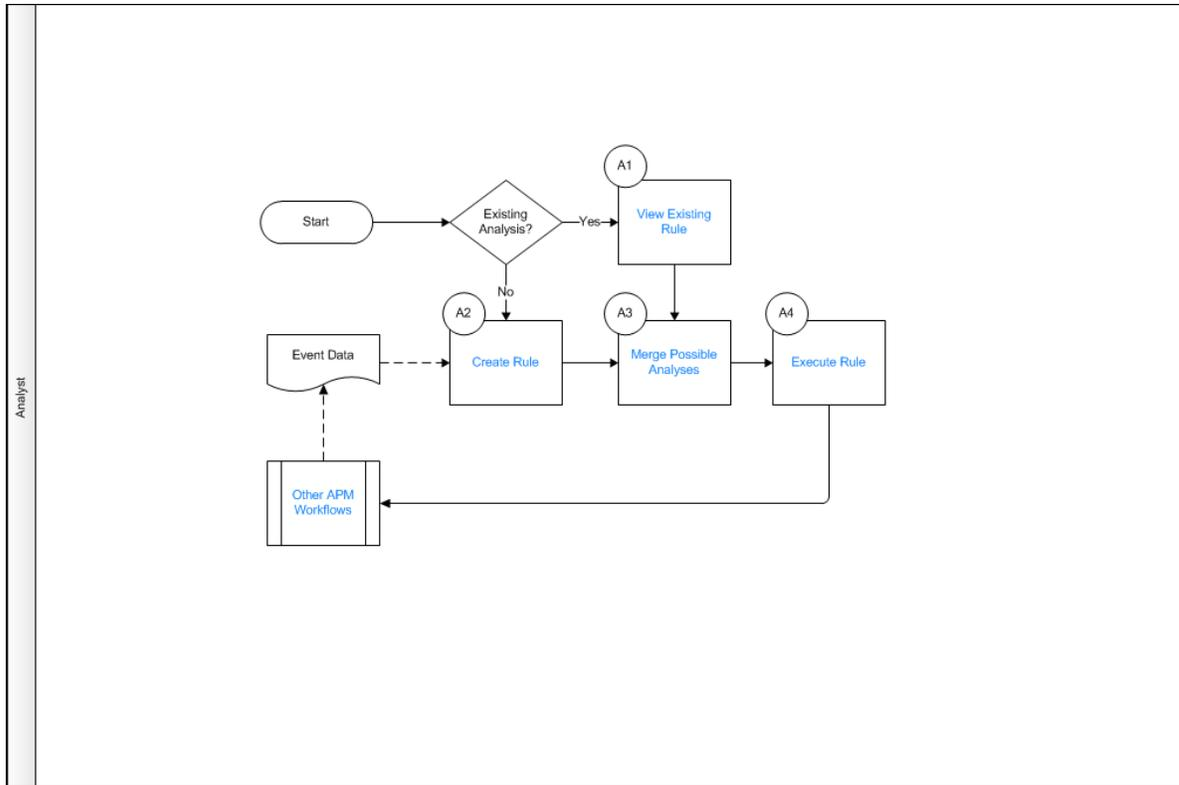 A1
Start
Existing
Analysis?
Yes
View Existing
Rule
No
A2
A3
A4
Event Data
Create Rule
Merge Possible
Analyses
Execute Rule
Analyst
Other APM
Workflows